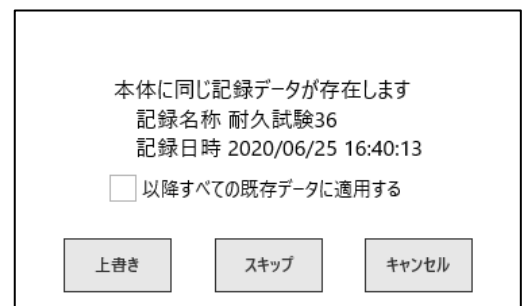 本体に同じ記録データが存在します
記録名称 耐久試験36
記録日時 2020/06/25 16:40:13
以降すべての既存データに適用する
上書き
スキップ
キャンセル